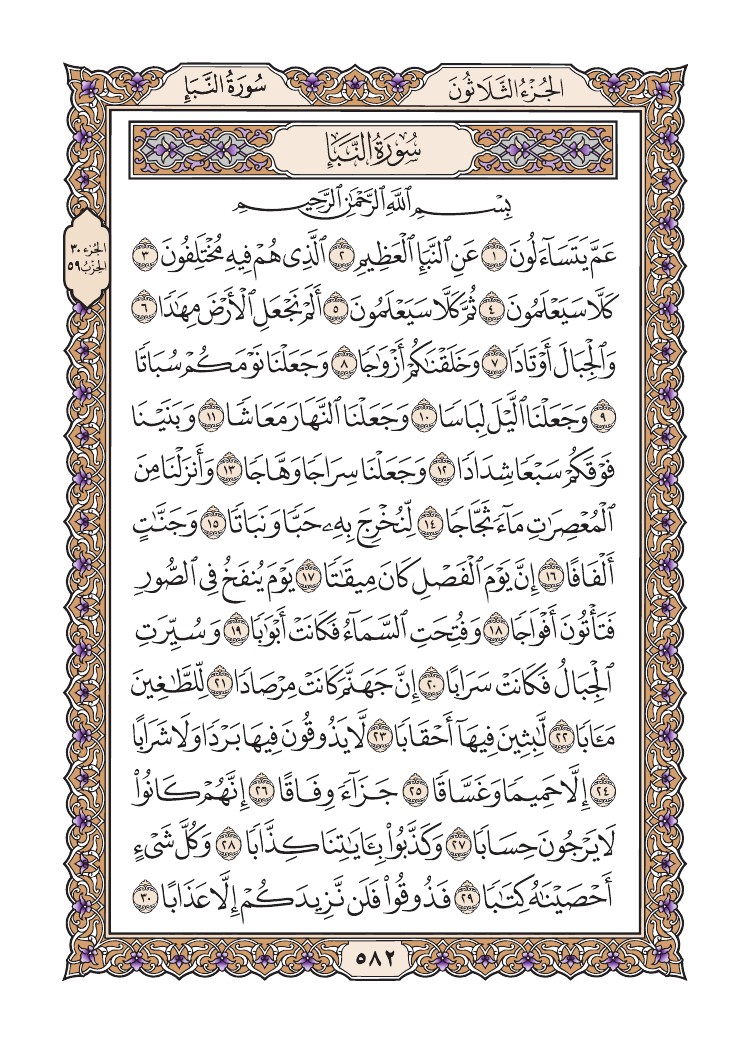 الجُزْءُ الثَّلَاثُونَ
سُورَةُ النَّبَإِ
الجزء ٣٠
الحزب ٥٩
سُورَةُ النَّبَإِ
بِسْمِ ٱللَّهِ ٱلرَّحْمَٰنِ ٱلرَّحِيمِ
عَمَّ يَتَسَآءَلُونَ ١ عَنِ ٱلنَّبَإِ ٱلْعَظِيمِ ٢ ٱلَّذِى هُمْ فِيهِ مُخْتَلِفُونَ ٣
كَلَّا سَيَعْلَمُونَ ٤ ثُمَّ كَلَّا سَيَعْلَمُونَ ٥ أَلَمْ نَجْعَلِ ٱلْأَرْضَ مِهَٰدًا ٦
وَٱلْجِبَالَ أَوْتَادًا ٧ وَخَلَقْنَٰكُمْ أَزْوَٰجًا ٨ وَجَعَلْنَا نَوْمَكُمْ سُبَاتًا
٩ وَجَعَلْنَا ٱلَّيْلَ لِبَاسًا ١٠ وَجَعَلْنَا ٱلنَّهَارَ مَعَاشًا ١١ وَبَنَيْنَا
فَوْقَكُمْ سَبْعًا شِدَادًا ١٢ وَجَعَلْنَا سِرَاجًا وَهَّاجًا ١٣ وَأَنزَلْنَا مِنَ
ٱلْمُعْصِرَٰتِ مَآءً ثَجَّاجًا ١٤ لِّنُخْرِجَ بِهِۦ حَبًّا وَنَبَاتًا ١٥ وَجَنَّٰتٍ
أَلْفَافًا ١٦ إِنَّ يَوْمَ ٱلْفَصْلِ كَانَ مِيقَٰتًا ١٧ يَوْمَ يُنفَخُ فِى ٱلصُّورِ
فَتَأْتُونَ أَفْوَاجًا ١٨ وَفُتِحَتِ ٱلسَّمَآءُ فَكَانَتْ أَبْوَٰبًا ١٩ وَسُيِّرَتِ
ٱلْجِبَالُ فَكَانَتْ سَرَابًا ٢٠ إِنَّ جَهَنَّمَ كَانَتْ مِرْصَادًا ٢١ لِّلطَّٰغِينَ
مَـَٔابًا ٢٢ لَّٰبِثِينَ فِيهَآ أَحْقَابًا ٢٣ لَّا يَذُوقُونَ فِيهَا بَرْدًا وَلَا شَرَابًا
٢٤ إِلَّا حَمِيمًا وَغَسَّاقًا ٢٥ جَزَآءً وِفَاقًا ٢٦ إِنَّهُمْ كَانُوا۟
لَا يَرْجُونَ حِسَابًا ٢٧ وَكَذَّبُوا۟ بِـَٔايَٰتِنَا كِذَّابًا ٢٨ وَكُلَّ شَىْءٍ
أَحْصَيْنَٰهُ كِتَٰبًا ٢٩ فَذُوقُوا۟ فَلَن نَّزِيدَكُمْ إِلَّا عَذَابًا ٣٠
٥٨٢